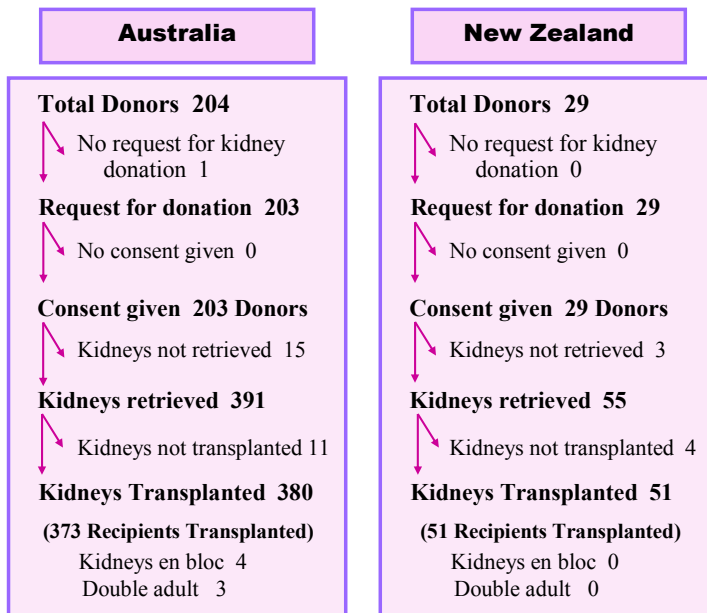 Australia
Total Donors 204
No request for kidney
donation 1
Request for donation 203
No consent given 0
Consent given 203 Donors
Kidneys not retrieved 15
Kidneys retrieved 391
Kidneys not transplanted 11
Kidneys Transplanted 380
(373 Recipients Transplanted)
Kidneys en bloc 4
Double adult 3
New Zealand
Total Donors 29
No request for kidney
donation 0
Request for donation 29
No consent given 0
Consent given 29 Donors
Kidneys not retrieved 3
Kidneys retrieved 55
Kidneys not transplanted 4
Kidneys Transplanted 51
(51 Recipients Transplanted)
Kidneys en bloc 0
Double adult 0